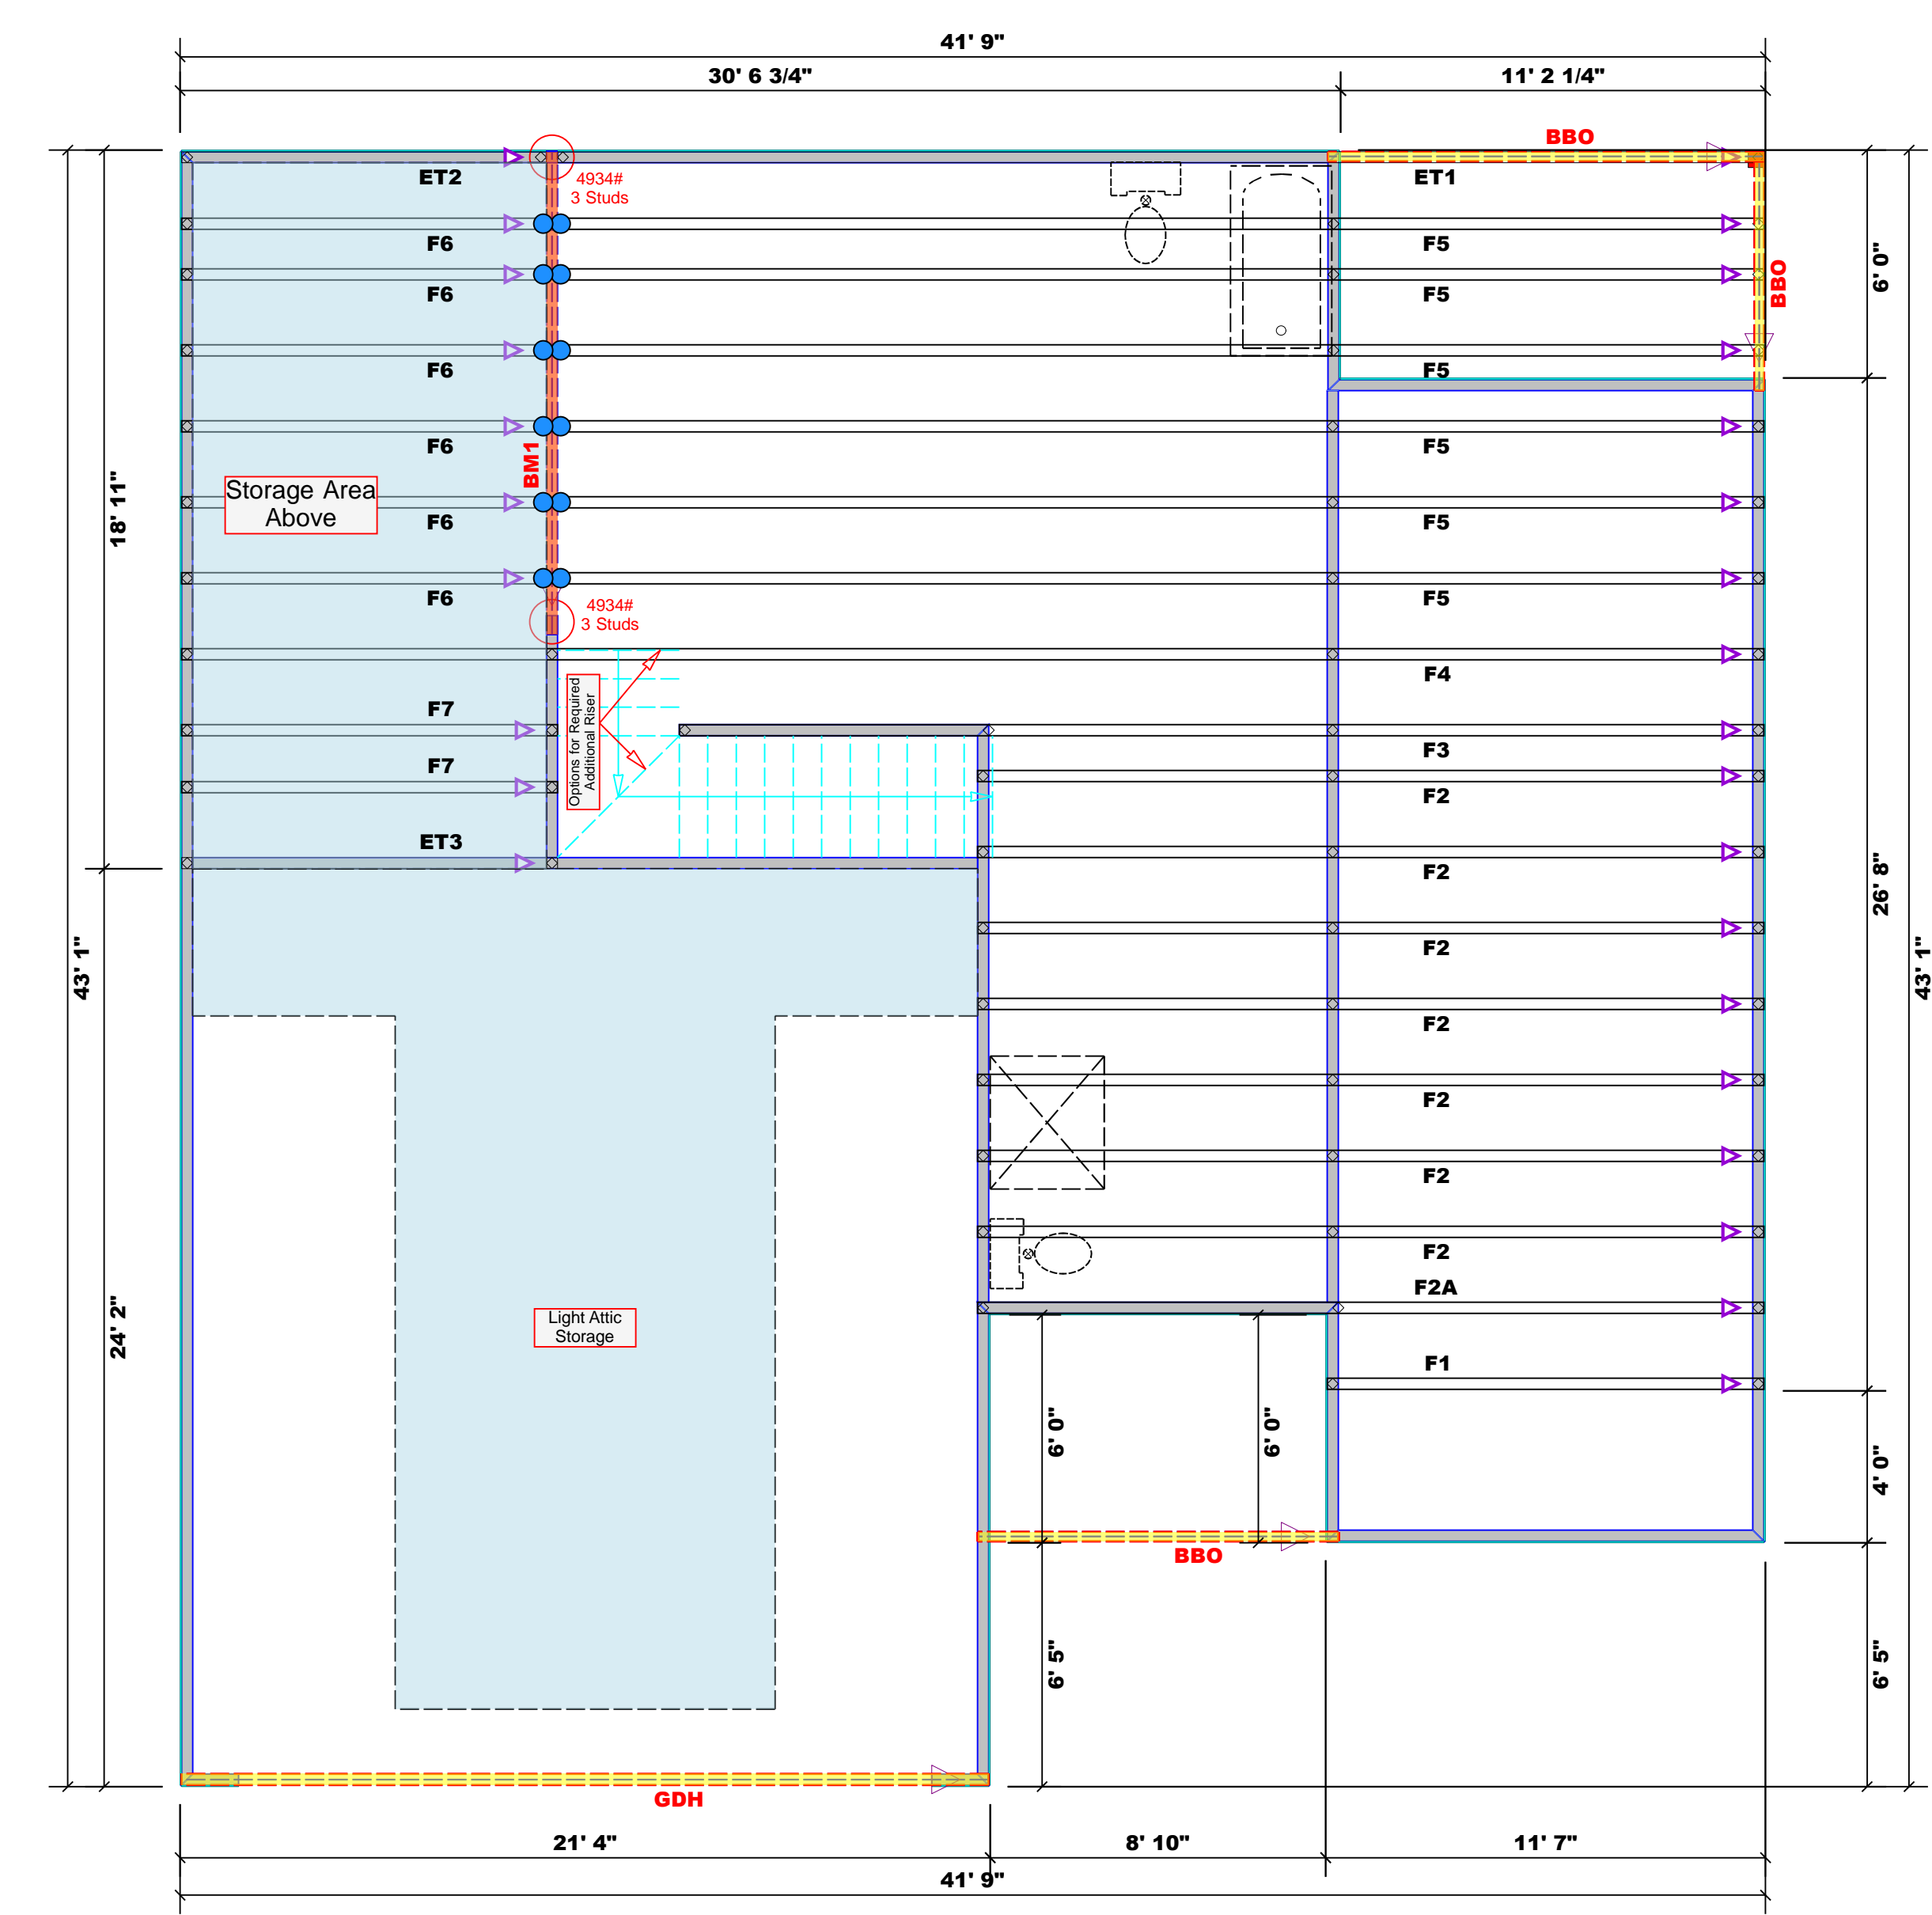 41' 9"
30' 6 3/4"
11' 2 1/4"
BBO
ET2
4934#
3 Studs
ET1
F6
F5
6' 0"
BBO
F6
F5
F6
F5
F6
F5
BM1
18' 11"
Storage Area
Above
F6
F5
F6
F5
4934#
3 Studs
F4
Options for Required
Additional Riser
F7
F3
F7
F2
ET3
F2
26' 8"
43' 1"
43' 1"
F2
F2
F2
F2
F2
F2A
24' 2"
Light Attic
Storage
F1
6' 0"
6' 0"
4' 0"
BBO
6' 5"
6' 5"
GDH
21' 4"
8' 10"
11' 7"
41' 9"